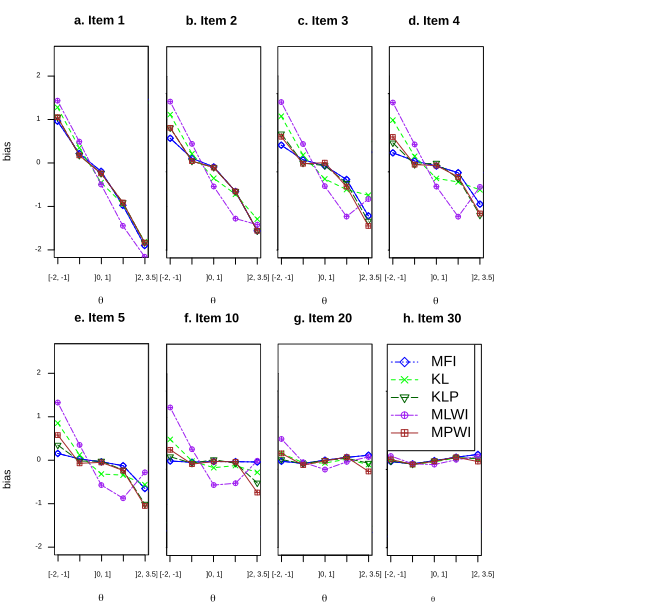 a. Item 1
b. Item 2
c. Item 3
d. Item 4
bias
2
1
0
-1
-2
[-2, -1] ]0, 1] ]2, 3.5]
[-2, -1] ]0, 1] ]2, 3.5]
[-2, -1] ]0, 1] ]2, 3.5]
[-2, -1] ]0, 1] ]2, 3.5]
θ
θ
θ
θ
e. Item 5
f. Item 10
g. Item 20
h. Item 30
bias
2
1
0
-1
-2
MFI
KL
KLP
MLWI
MPWI
[-2, -1] ]0, 1] ]2, 3.5]
[-2, -1] ]0, 1] ]2, 3.5]
[-2, -1] ]0, 1] ]2, 3.5]
[-2, -1] ]0, 1] ]2, 3.5]
θ
θ
θ
θ